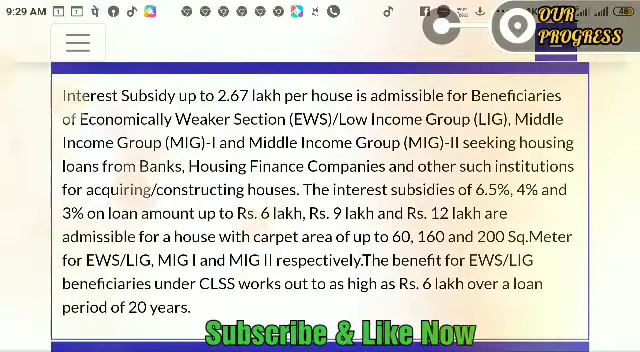 9:29 AM
OUR
PROGRESS
Interest Subsidy up to 2.67 lakh per house is admissible for Beneficiaries
of Economically Weaker Section (EWS)/Low Income Group (LIG), Middle
Income Group (MIG)-I and Middle Income Group (MIG)-II seeking housing
loans from Banks, Housing Finance Companies and other such institutions
for acquiring/constructing houses. The interest subsidies of 6.5%, 4% and
3% on loan amount up to Rs. 6 lakh, Rs. 9 lakh and Rs. 12 lakh are
admissible for a house with carpet area of up to 60, 160 and 200 Sq.Meter
for EWS/LIG, MIG I and MIG II respectively.The benefit for EWS/LIG
beneficiaries under CLSS works out to as high as Rs. 6 lakh over a loan
period of 20 years.
Subscribe & Like Now